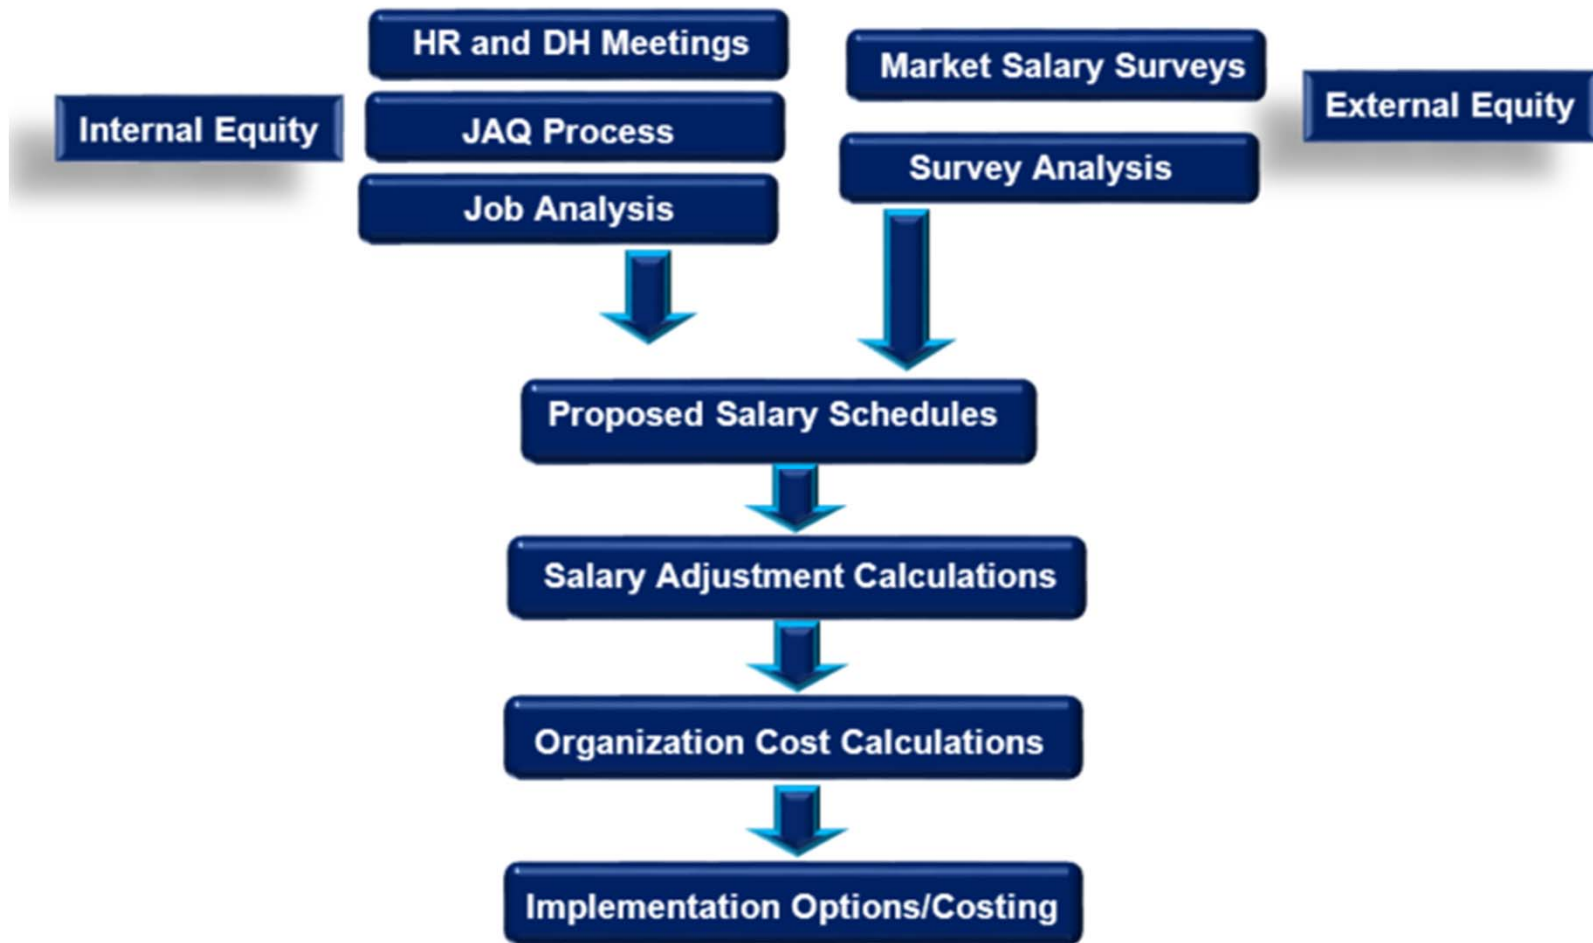 HR and DH Meetings
Internal Equity
JAQ Process
Job Analysis
Market Salary Surveys
External Equity
Survey Analysis
Proposed Salary Schedules
Salary Adjustment Calculations
Organization Cost Calculations
Implementation Options/Costing